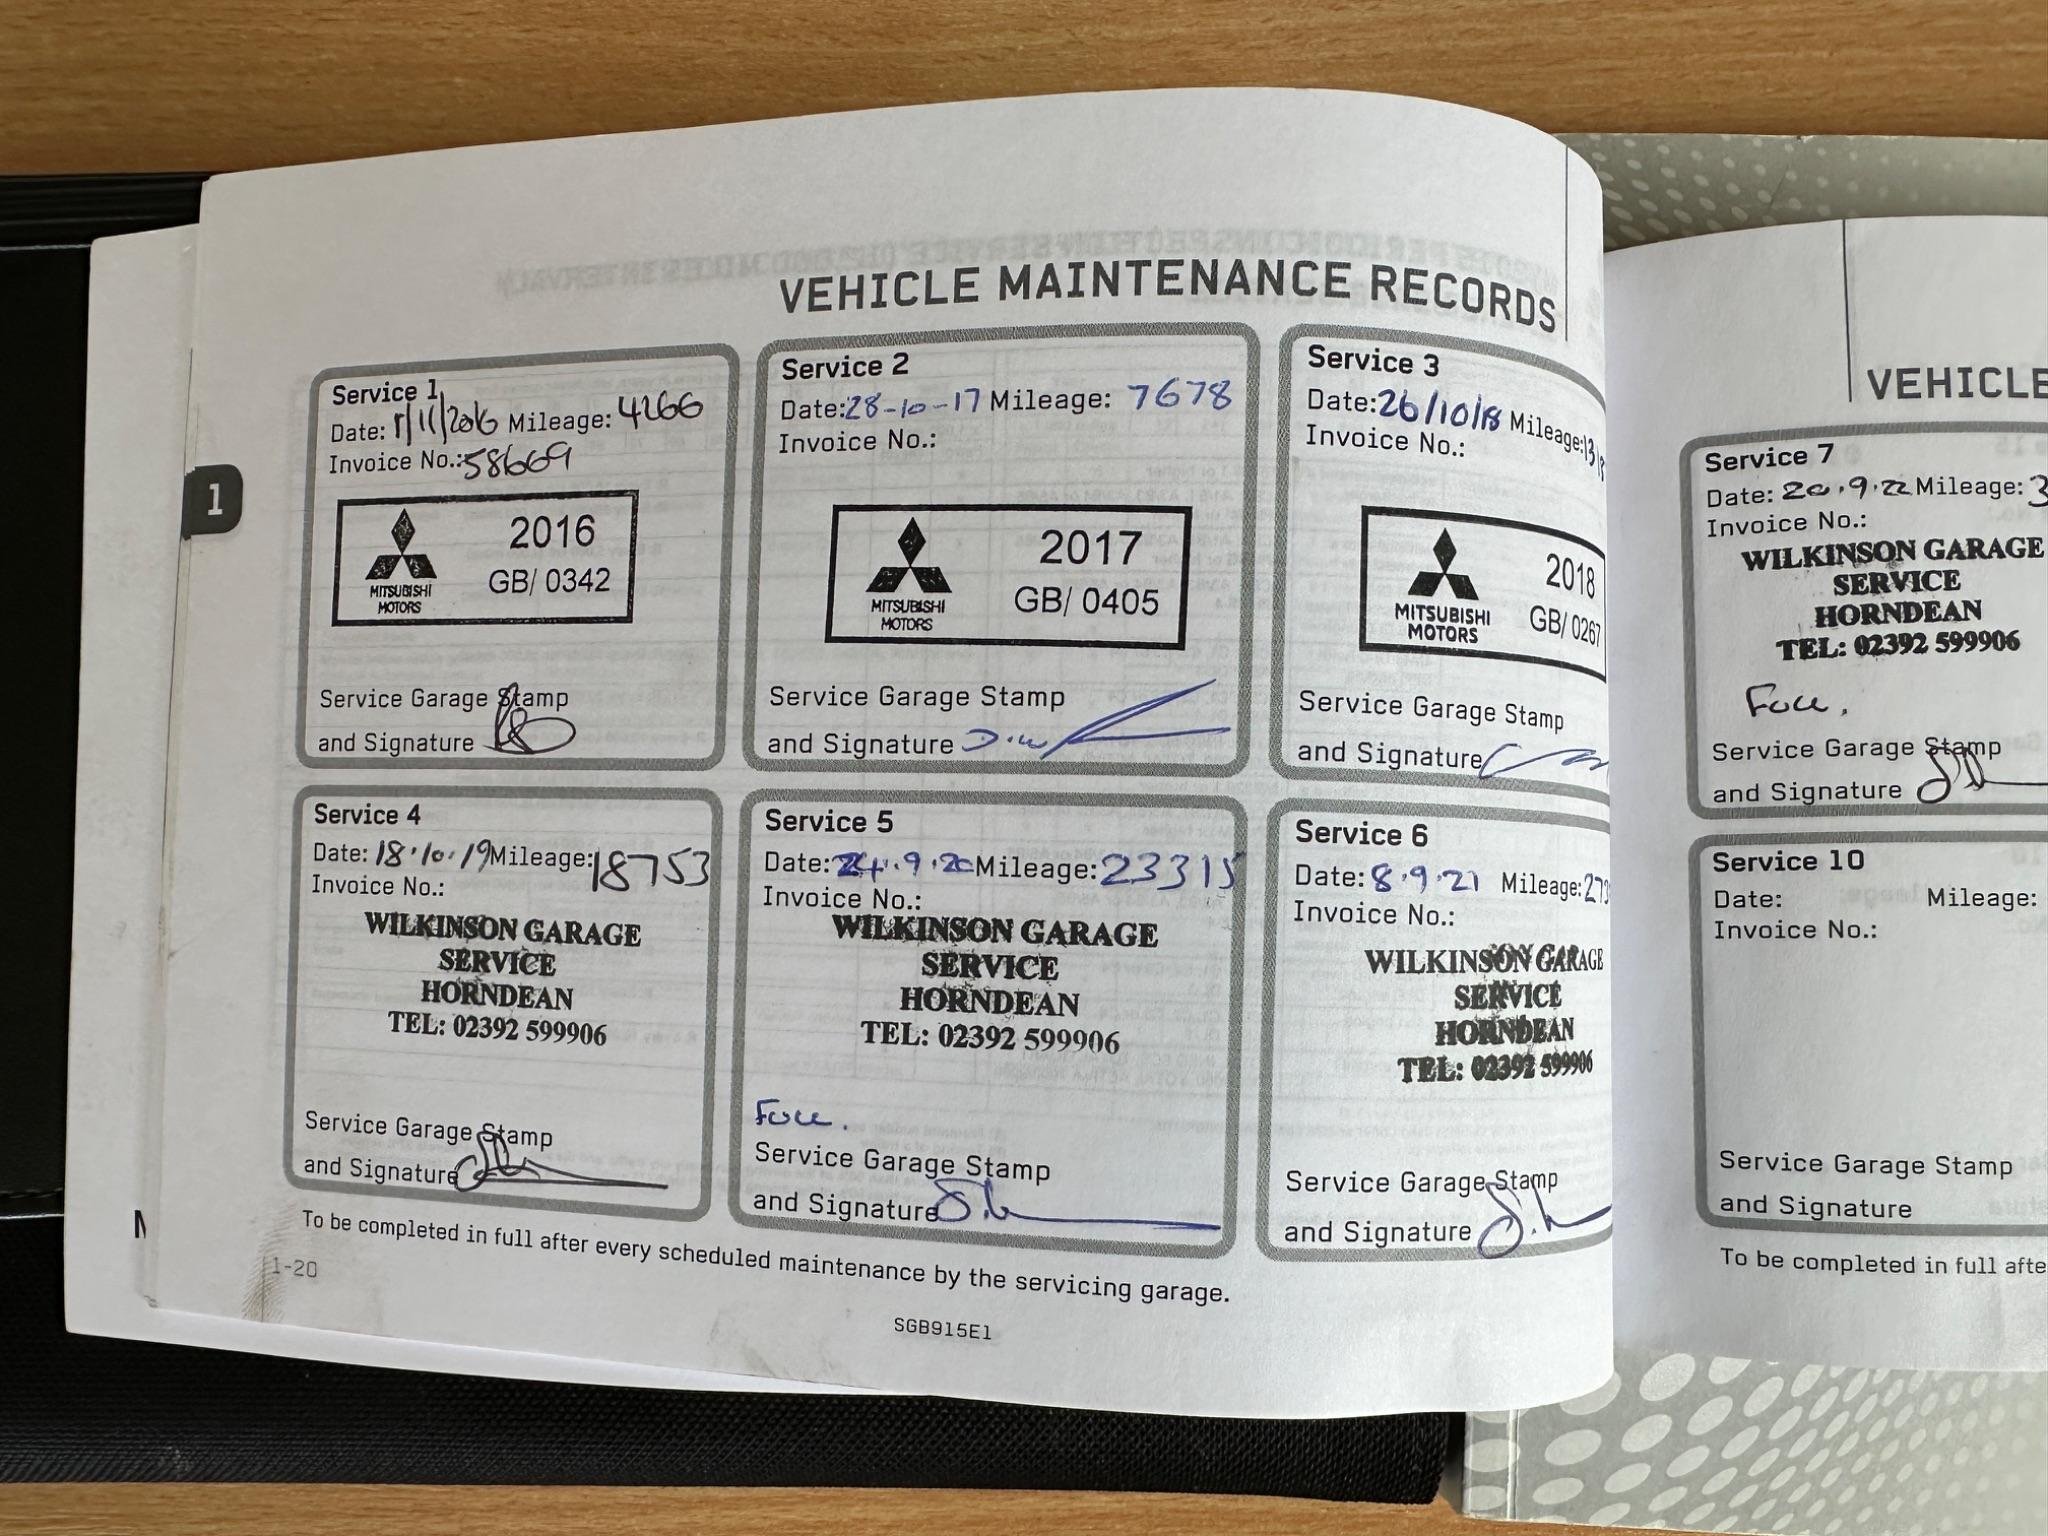 VEHICLE MAINTENANCE RECORDS
Service 1
Date: 1/11/2016 Mileage: 4266
Invoice No.: 58669
2016
GB/ 0342
MITSUBISHI
MOTORS
Service Garage Stamp
and Signature
Service 2
Date: 28-10-17 Mileage: 7678
Invoice No.:
2017
GB/ 0405
MITSUBISHI
MOTORS
Service Garage Stamp
and Signature
Service 3
Date: 26/10/18 Mileage:
Invoice No.:
2018
GB/ 0267
MITSUBISHI
MOTORS
Service Garage Stamp
and Signature
1
Service 4
Date: 18.10.19 Mileage: 18753
Invoice No.:
WILKINSON GARAGE
SERVICE
HORNDEAN
TEL: 02392 599906
Service Garage Stamp
and Signature
Service 5
Date: 24.9.20 Mileage: 23315
Invoice No.:
WILKINSON GARAGE
SERVICE
HORNDEAN
TEL: 02392 599906
Full.
Service Garage Stamp
and Signature
Service 6
Date: 8.9.21 Mileage:
Invoice No.:
WILKINSON GARAGE
SERVICE
HORNDEAN
TEL: 02392 599906
Service Garage Stamp
and Signature
To be completed in full after every scheduled maintenance by the servicing garage.
1-20
SGB915E1
VEHICLE
Service 7
Date: 20.9.22 Mileage:
Invoice No.:
WILKINSON GARAGE
SERVICE
HORNDEAN
TEL: 02392 599906
Full.
Service Garage Stamp
and Signature
Service 10
Date: Mileage:
Invoice No.:
Service Garage Stamp
and Signature
To be completed in full afte